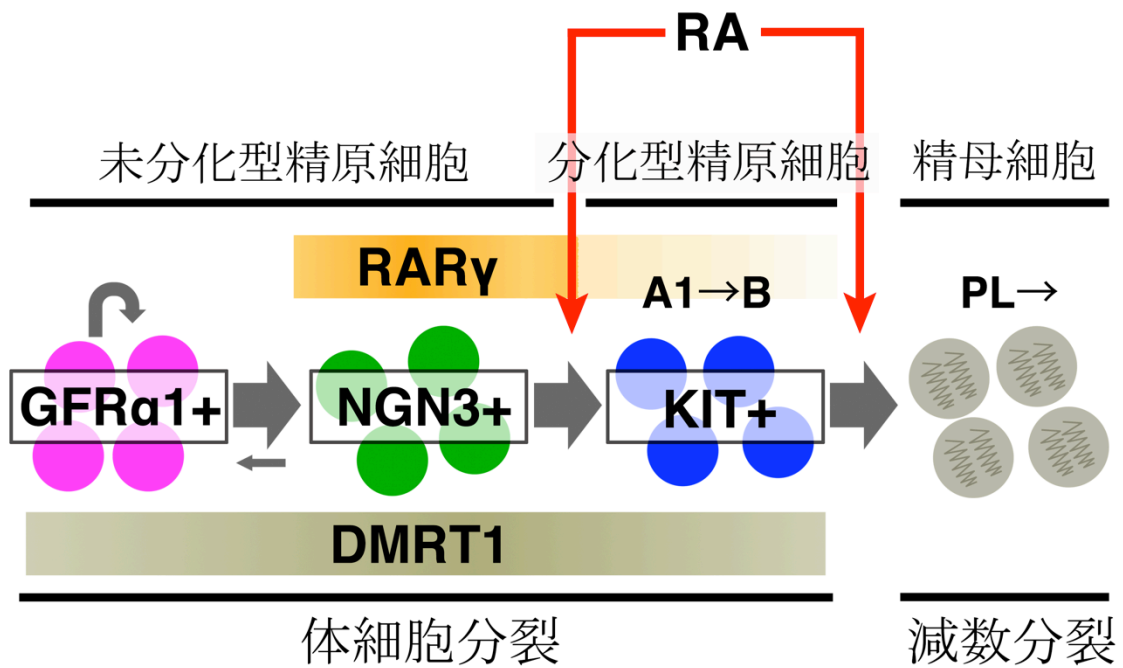 RA
未分化型精原細胞
分化型精原細胞
精母細胞
RARγ
A1→B
PL→
GFRα1+
NGN3+
KIT+
DMRT1
体細胞分裂
減数分裂